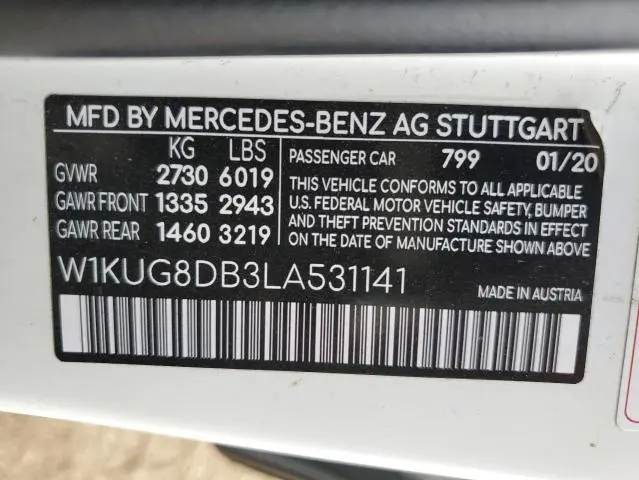 MFD BY MERCEDES-BENZ AG STUTTGART
KG LBS
GVWR 2730 6019
GAWR FRONT 1335 2943
GAWR REAR 1460 3219
PASSENGER CAR 799 01/20
THIS VEHICLE CONFORMS TO ALL APPLICABLE
U.S. FEDERAL MOTOR VEHICLE SAFETY, BUMPER
AND THEFT PREVENTION STANDARDS IN EFFECT
ON THE DATE OF MANUFACTURE SHOWN ABOVE.
W1KUG8DB3LA531141
MADE IN AUSTRIA